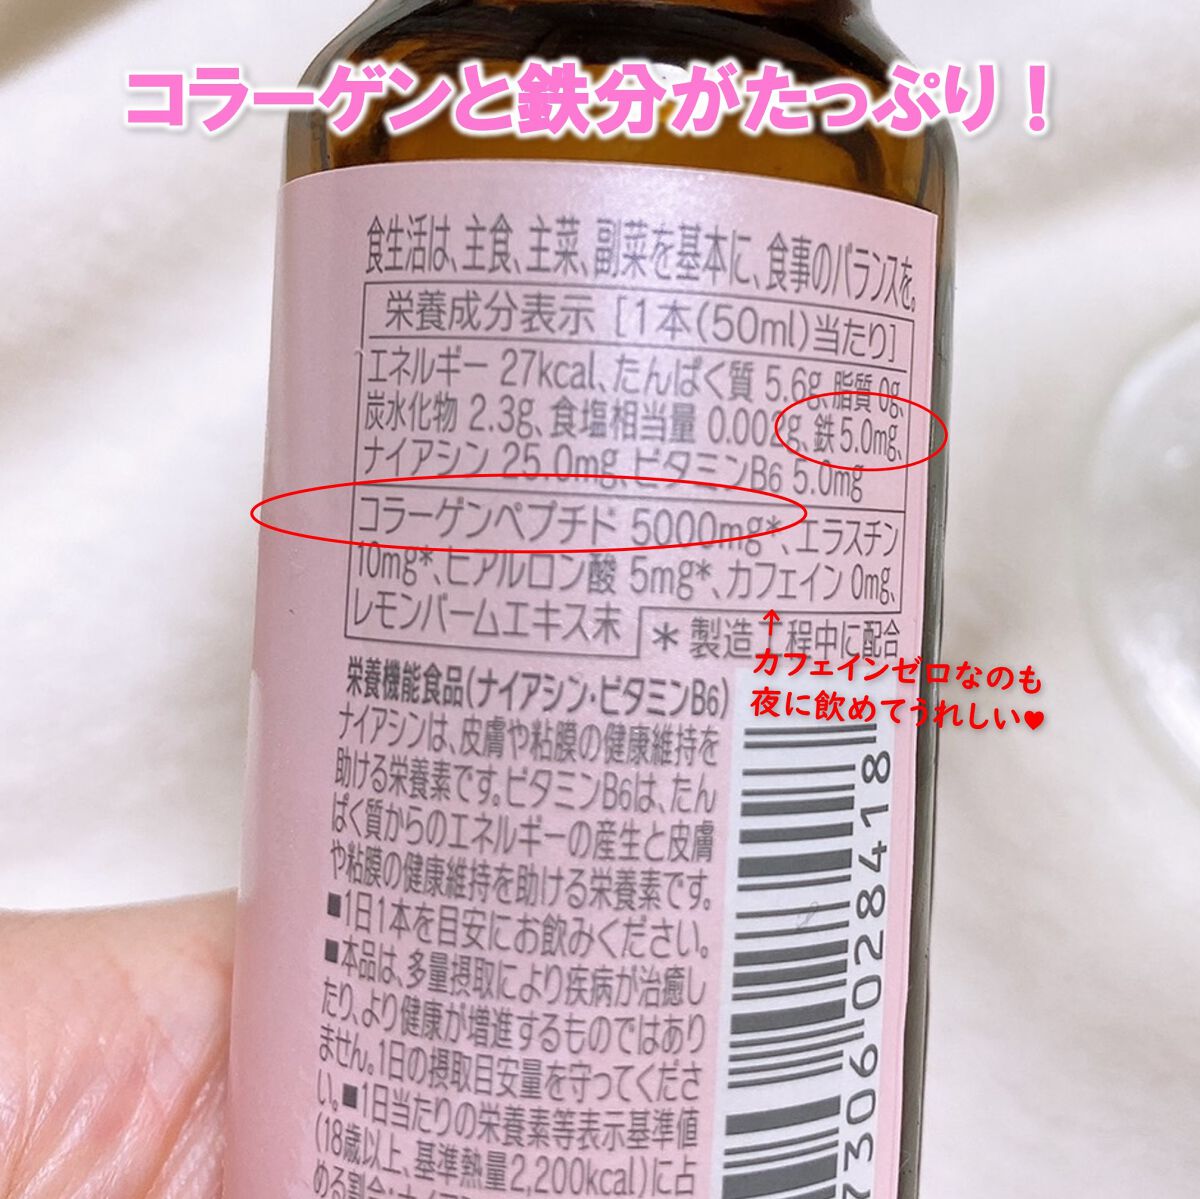 コラーゲンと鉄分がたっぷり！
食生活は、主食、主菜、副菜を基本に、食事のバランスを。
栄養成分表示 [1本(50ml)当たり]
エネルギー 27kcal、たんぱく質 5.6g、脂質 0g、
炭水化物 2.3g、食塩相当量 0.002g、鉄 5.0mg、
ナイアシン 25.0mg、ビタミンB6 5.0mg
コラーゲンペプチド 5000mg*、エラスチン
10mg*、ヒアルロン酸 5mg*、カフェイン 0mg、
レモンバームエキス末
*製造工程中に配合
↑
カフェインゼロなのも
夜に飲めてうれしい♥
栄養機能食品(ナイアシン・ビタミンB6)
ナイアシンは、皮膚や粘膜の健康維持を
助ける栄養素です。ビタミンB6は、たん
ぱく質からのエネルギーの産生と皮膚
や粘膜の健康維持を助ける栄養素です。
■1日1本を目安にお飲みください。
■本品は、多量摂取により疾病が治癒し
たり、より健康が増進するものではあり
ません。1日の摂取目安量を守ってくださ
い。■1日当たりの栄養素等表示基準値
(18歳以上、基準熱量2,200kcal)に占
める割合:ナイア
7306 028418